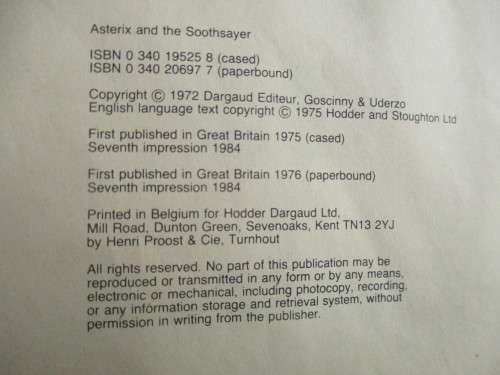 Asterix and the Soothsayer
ISBN 0 340 19525 8 (cased)
ISBN 0 340 20697 7 (paperbound)
Copyright © 1972 Dargaud Editeur, Goscinny & Uderzo
English language text copyright © 1975 Hodder and Stoughton Ltd
First published in Great Britain 1975 (cased)
Seventh impression 1984
First published in Great Britain 1976 (paperbound)
Seventh impression 1984
Printed in Belgium for Hodder Dargaud Ltd,
Mill Road, Dunton Green, Sevenoaks, Kent TN13 2YJ
by Henri Proost & Cie, Turnhout
All rights reserved. No part of this publication may be
reproduced or transmitted in any form or by any means,
electronic or mechanical, including photocopy, recording,
or any information storage and retrieval system, without
permission in writing from the publisher.